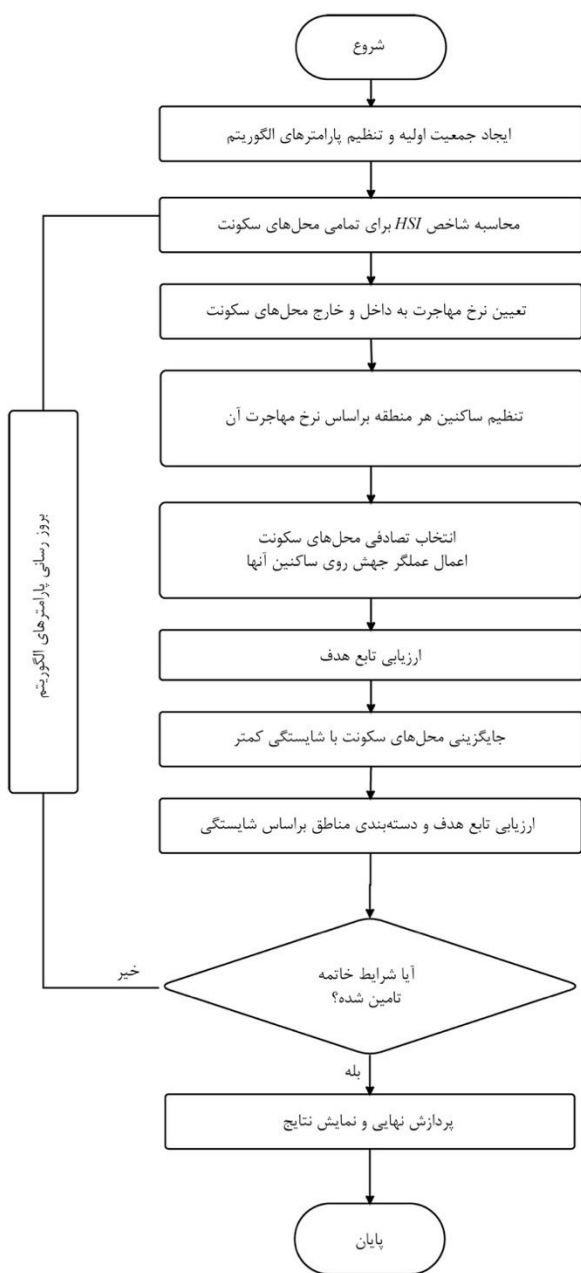 شروع
ایجاد جمعیت اولیه و تنظیم پارامترهای الگوریتم
محاسبه شاخص HSI برای تمامی محل‌های سکونت
تعیین نرخ مهاجرت به داخل و خارج محل‌های سکونت
تنظیم ساکنین هر منطقه براساس نرخ مهاجرت آن
انتخاب تصادفی محل‌های سکونت
اعمال عملگر جهش روی ساکنین آنها
ارزیابی تابع هدف
جایگزینی محل‌های سکونت با شایستگی کمتر
ارزیابی تابع هدف و دسته‌بندی مناطق براساس شایستگی
آیا شرایط خاتمه
تامین شده؟
خیر
بروز رسانی پارامترهای الگوریتم
بله
پردازش نهایی و نمایش نتایج
پایان